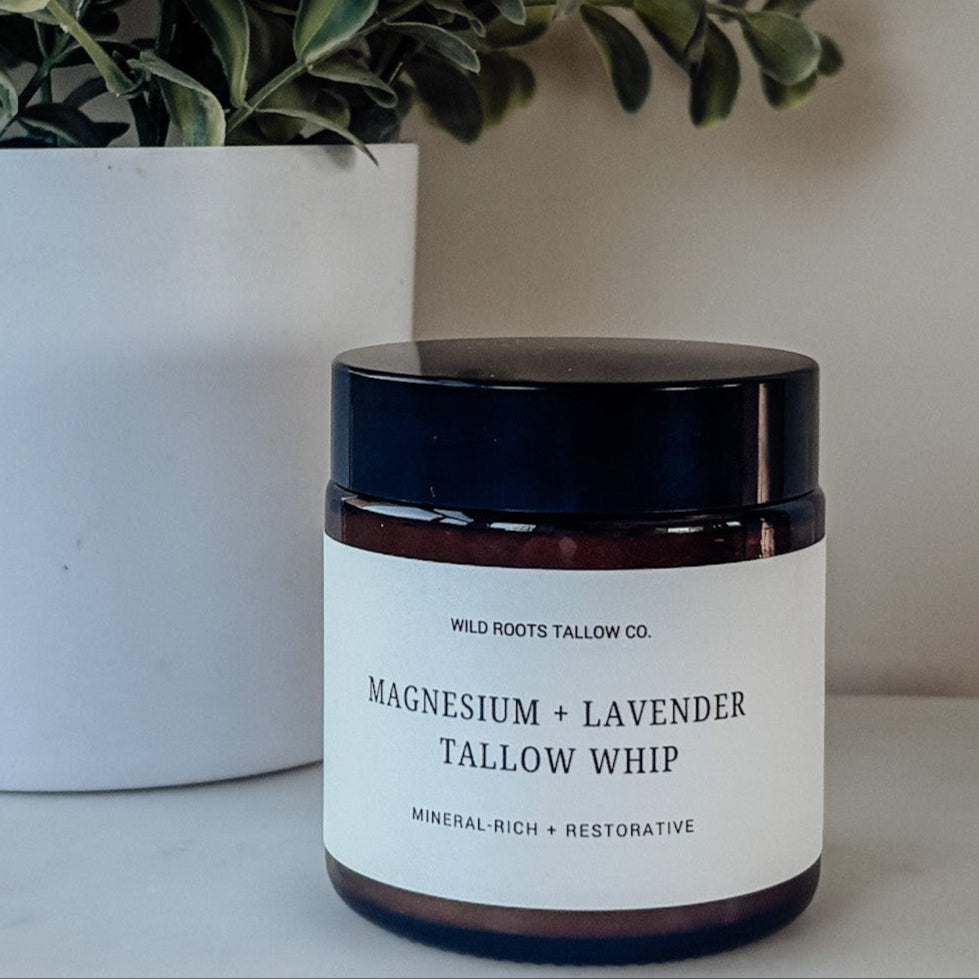 WILD ROOTS TALLOW CO.
MAGNESIUM + LAVENDER
TALLOW WHIP
MINERAL-RICH + RESTORATIVE